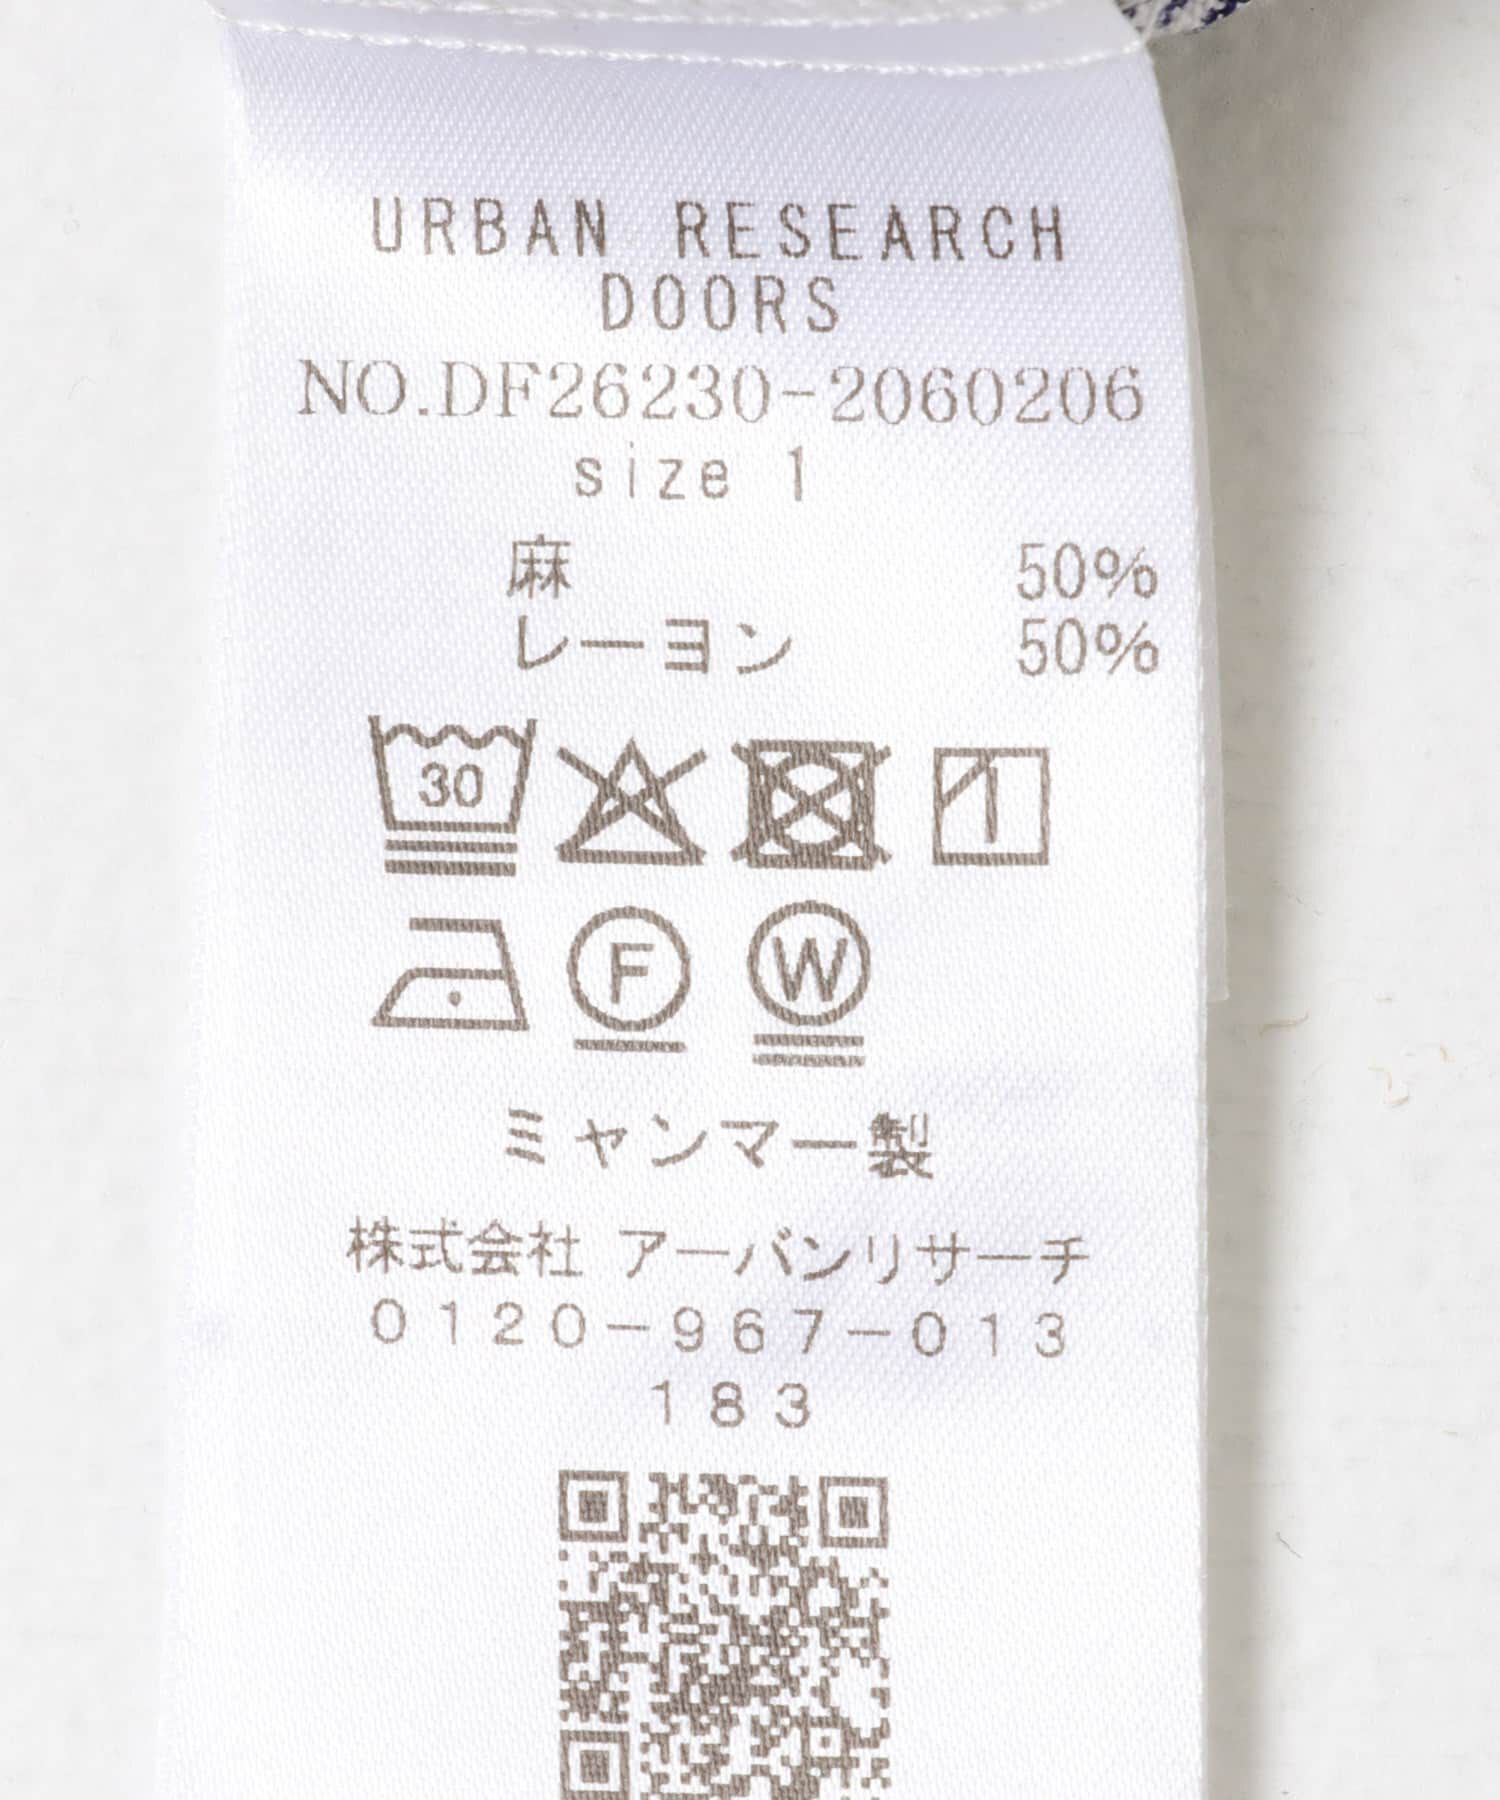 URBAN RESEARCH
DOORS
NO.DF26230-2060206
size 1
麻 50%
レーヨン 50%
30
F W
ミャンマー製
株式会社 アーバンリサーチ
0120-967-013
183